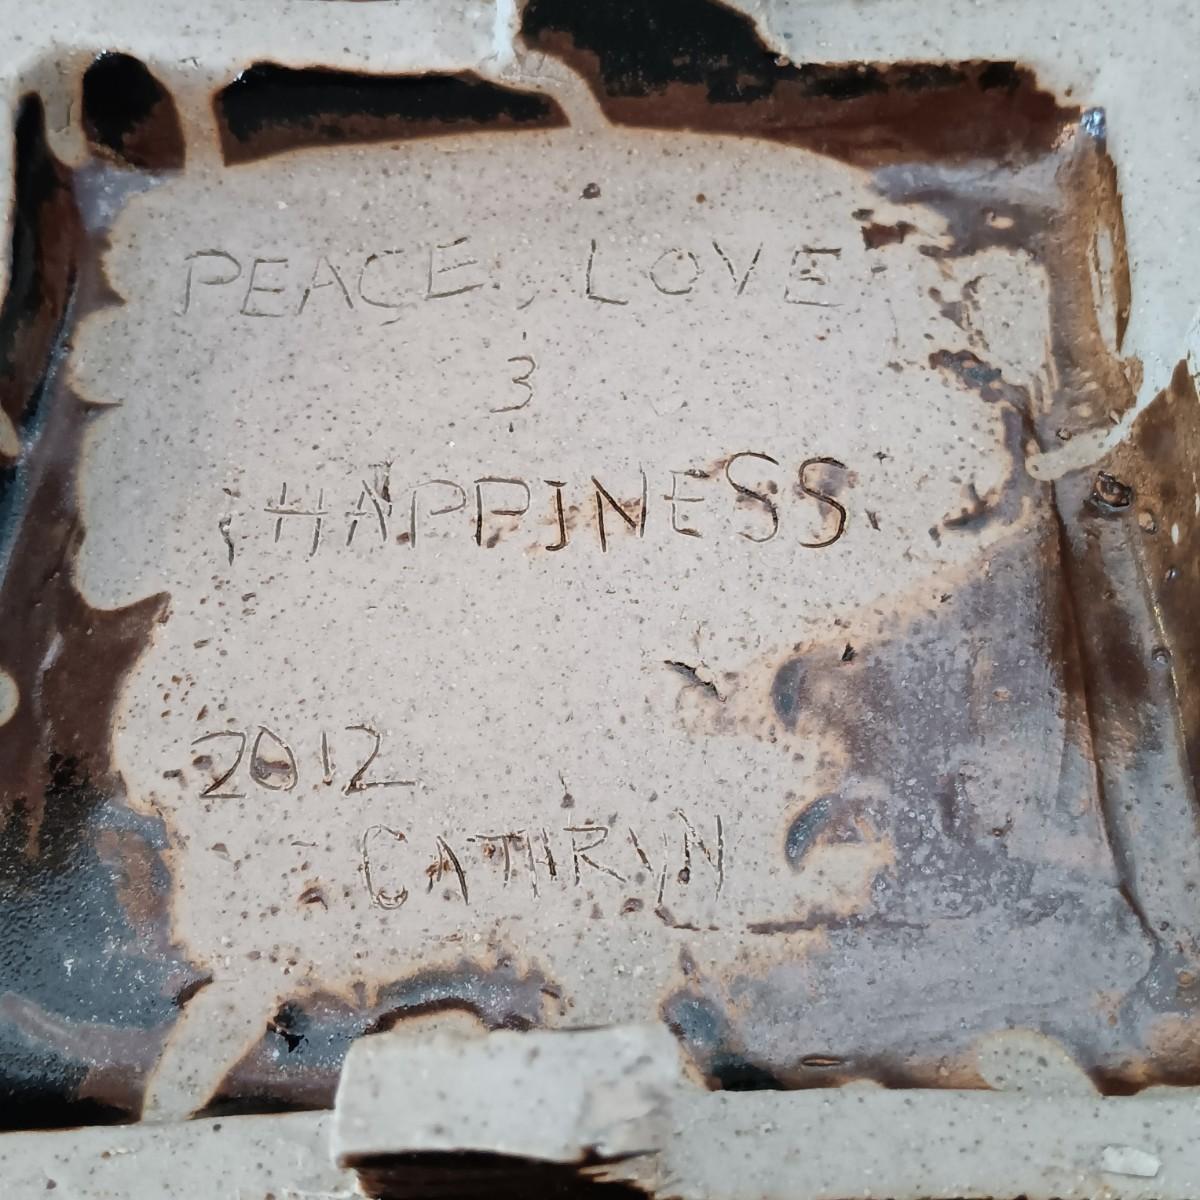 PEACE, LOVE
3
HAPPINESS
2012
CATHRYN